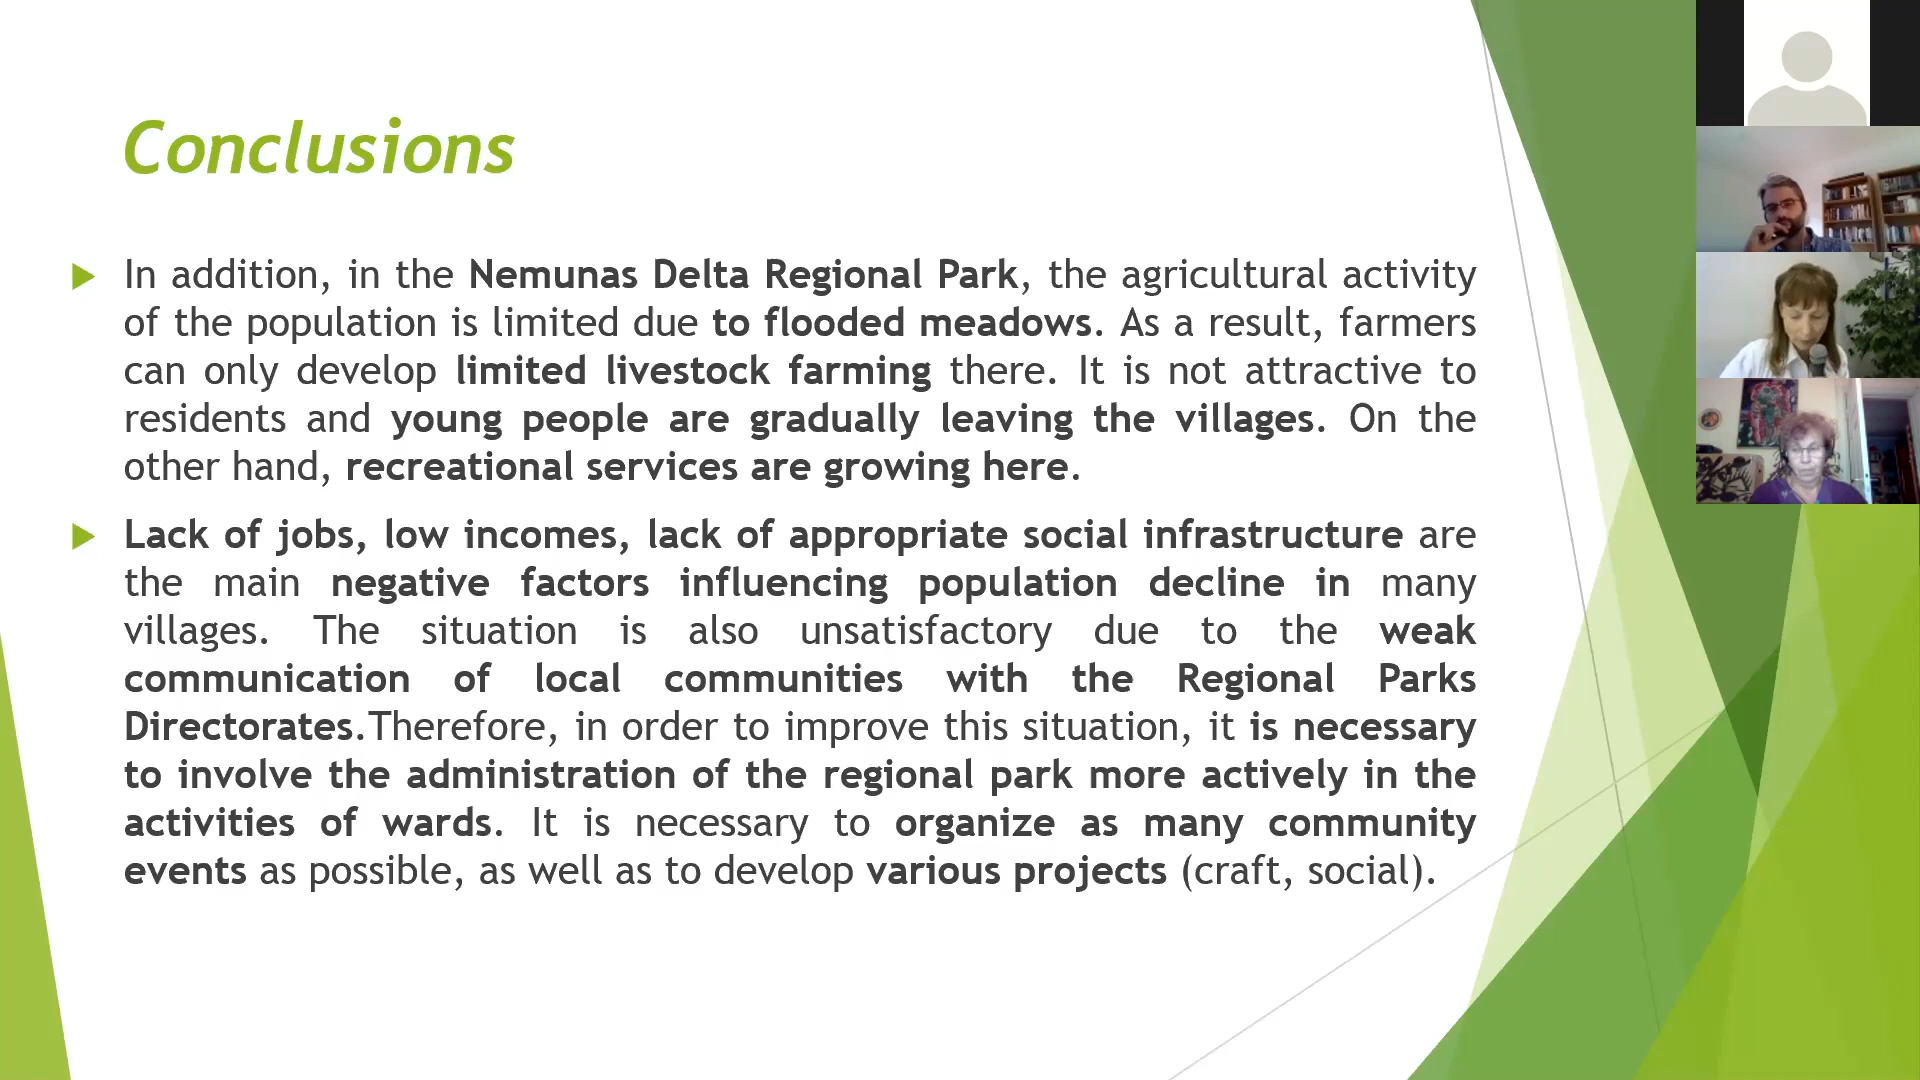 Conclusions
In addition, in the Nemunas Delta Regional Park, the agricultural activity
of the population is limited due to flooded meadows. As a result, farmers
can only develop limited livestock farming there. It is not attractive to
residents and young people are gradually leaving the villages. On the
other hand, recreational services are growing here.
Lack of jobs, low incomes, lack of appropriate social infrastructure are
the main negative factors influencing population decline in many
villages. The situation is also unsatisfactory due to the weak
communication of local communities with the Regional Parks
Directorates.Therefore, in order to improve this situation, it is necessary
to involve the administration of the regional park more actively in the
activities of wards. It is necessary to organize as many community
events as possible, as well as to develop various projects (craft, social).